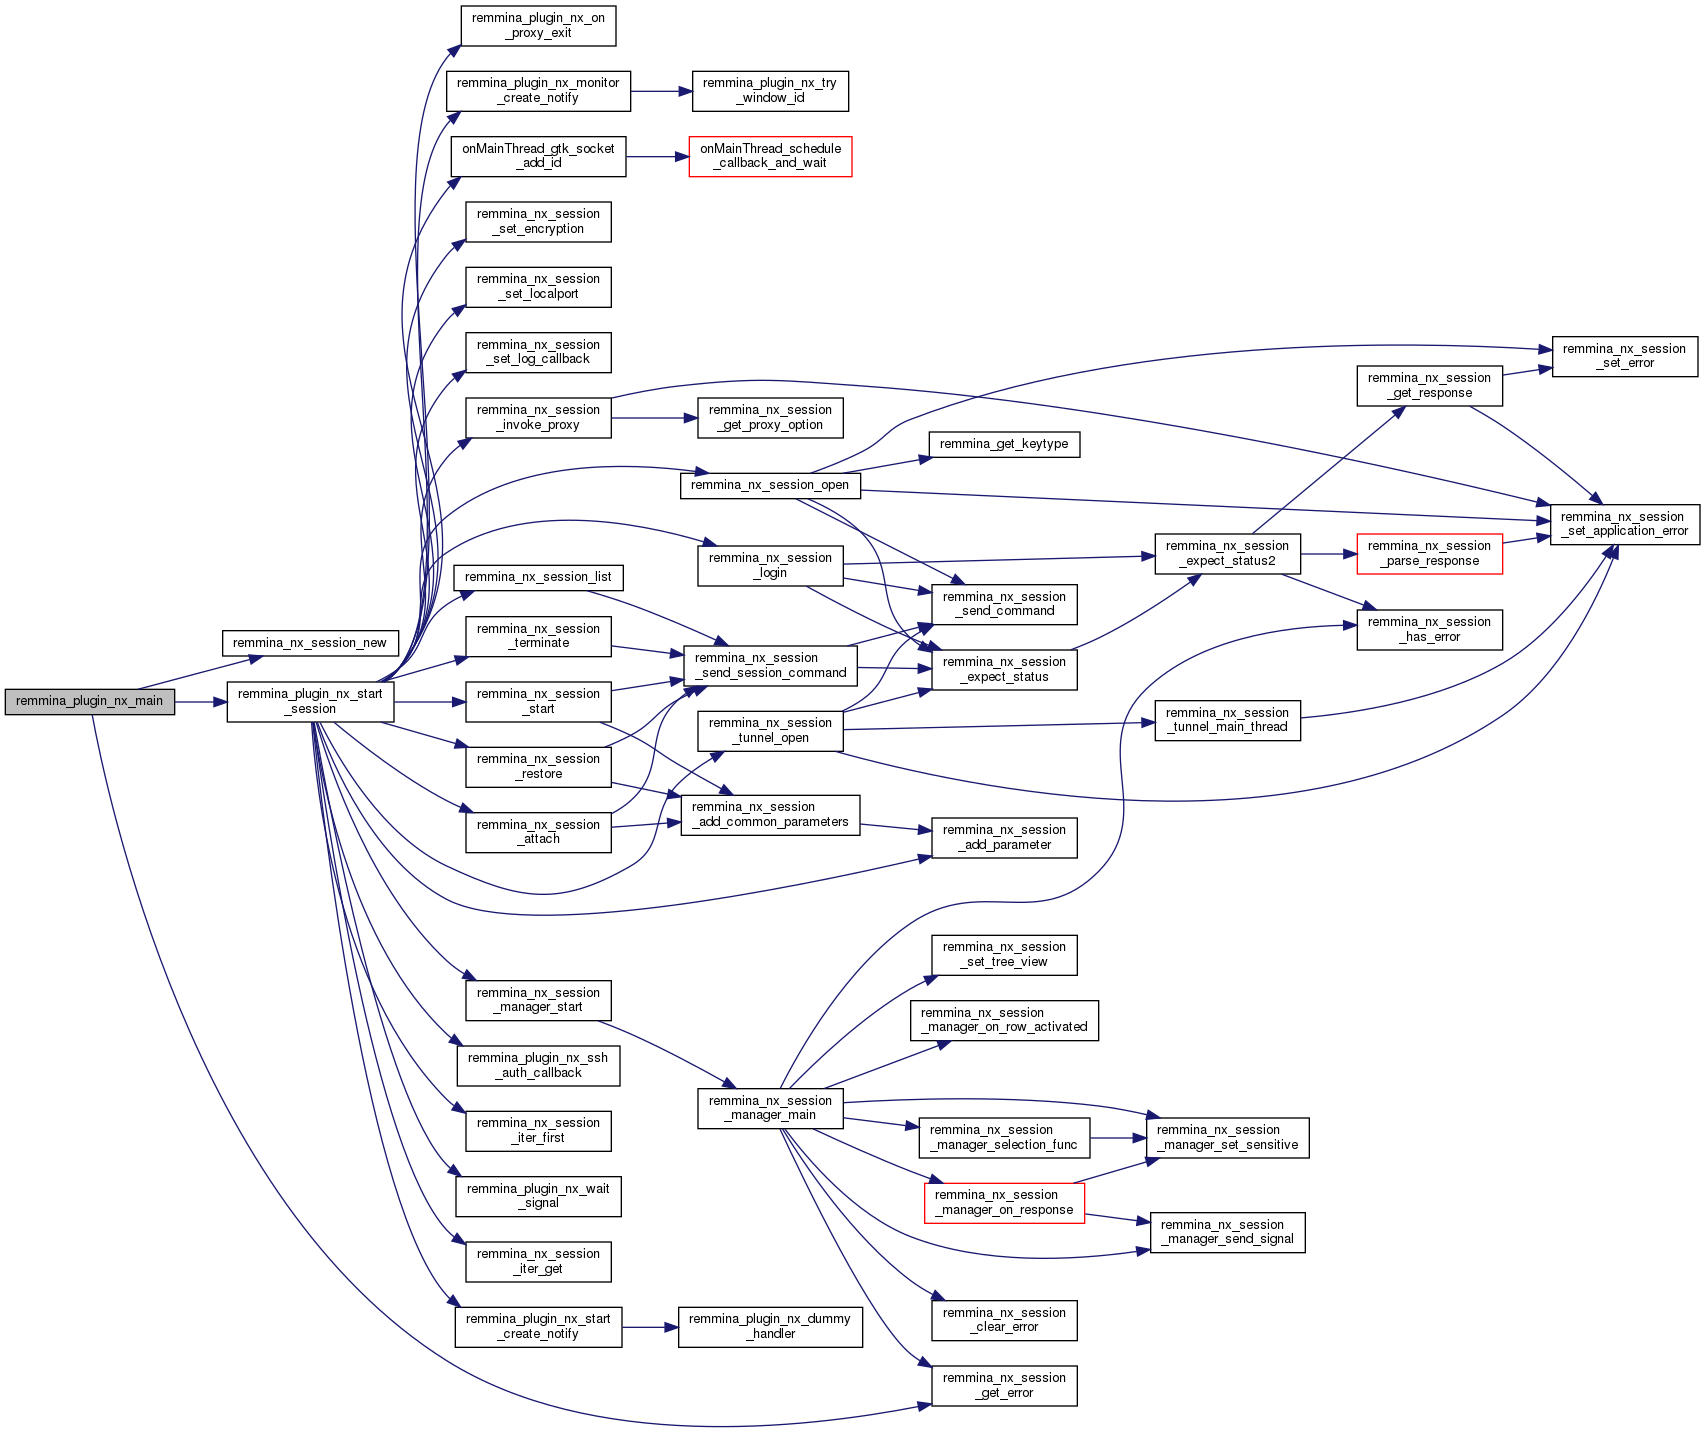 remmina_plugin_nx_on
_proxy_exit
remmina_plugin_nx_monitor
_create_notify
remmina_plugin_nx_try
_window_id
onMainThread_gtk_socket
_add_id
onMainThread_schedule
_callback_and_wait
remmina_nx_session
_set_encryption
remmina_nx_session
_set_localport
remmina_nx_session
_set_log_callback
remmina_nx_session
_set_error
remmina_nx_session
_get_response
remmina_nx_session
_invoke_proxy
remmina_nx_session
_get_proxy_option
remmina_get_keytype
remmina_nx_session_open
remmina_nx_session
_set_application_error
remmina_nx_session
_login
remmina_nx_session
_expect_status2
remmina_nx_session
_parse_response
remmina_nx_session_list
remmina_nx_session
_send_command
remmina_nx_session
_has_error
remmina_nx_session_new
remmina_nx_session
_terminate
remmina_nx_session
_send_session_command
remmina_nx_session
_expect_status
remmina_plugin_nx_main
remmina_plugin_nx_start
_session
remmina_nx_session
_start
remmina_nx_session
_tunnel_open
remmina_nx_session
_tunnel_main_thread
remmina_nx_session
_restore
remmina_nx_session
_add_common_parameters
remmina_nx_session
_attach
remmina_nx_session
_add_parameter
remmina_nx_session
_set_tree_view
remmina_nx_session
_manager_start
remmina_nx_session
_manager_on_row_activated
remmina_plugin_nx_ssh
_auth_callback
remmina_nx_session
_manager_main
remmina_nx_session
_iter_first
remmina_nx_session
_manager_selection_func
remmina_nx_session
_manager_set_sensitive
remmina_plugin_nx_wait
_signal
remmina_nx_session
_manager_on_response
remmina_nx_session
_manager_send_signal
remmina_nx_session
_iter_get
remmina_plugin_nx_start
_create_notify
remmina_plugin_nx_dummy
_handler
remmina_nx_session
_clear_error
remmina_nx_session
_get_error